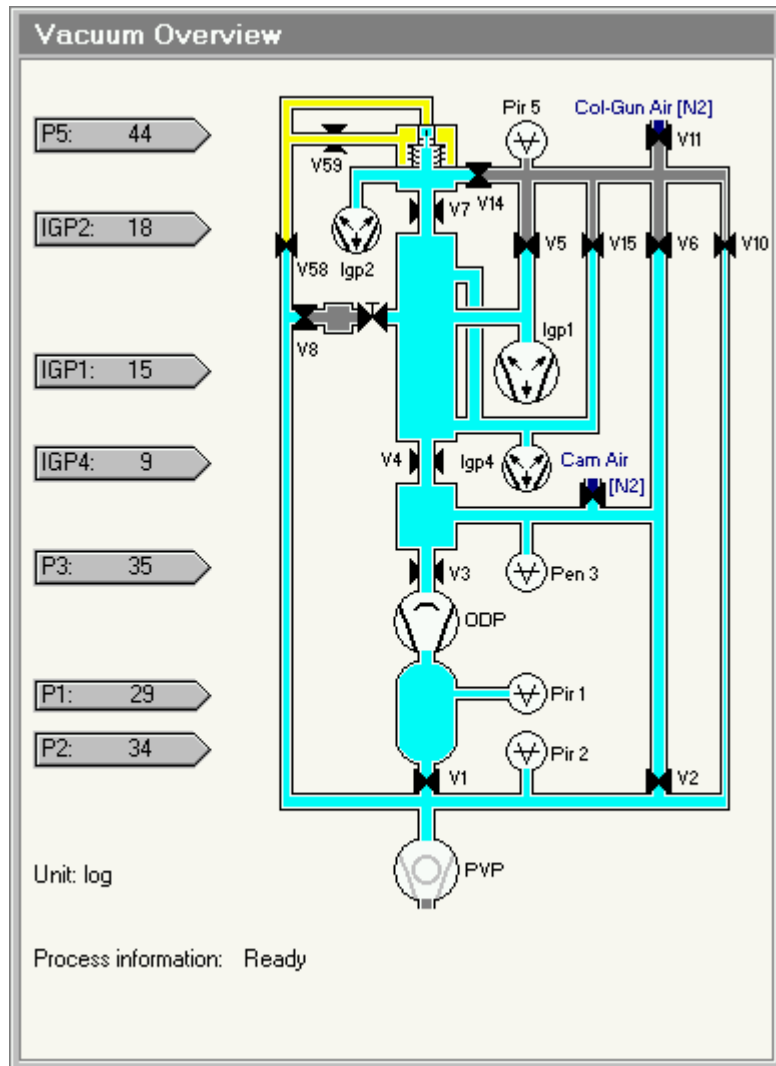 Vacuum Overview
P5: 44
Pir 5
Col-Gun Air [N2]
V11
V59
V7
V14
IGP2: 18
V58
Igp2
V5
V15
V6
V10
V8
Igp1
IGP1: 15
IGP4: 9
V4
Igp4
Cam Air
[N2]
P3: 35
V3
Pen 3
ODP
P1: 29
Pir 1
P2: 34
Pir 2
V1
V2
Unit: log
PVP
Process information: Ready